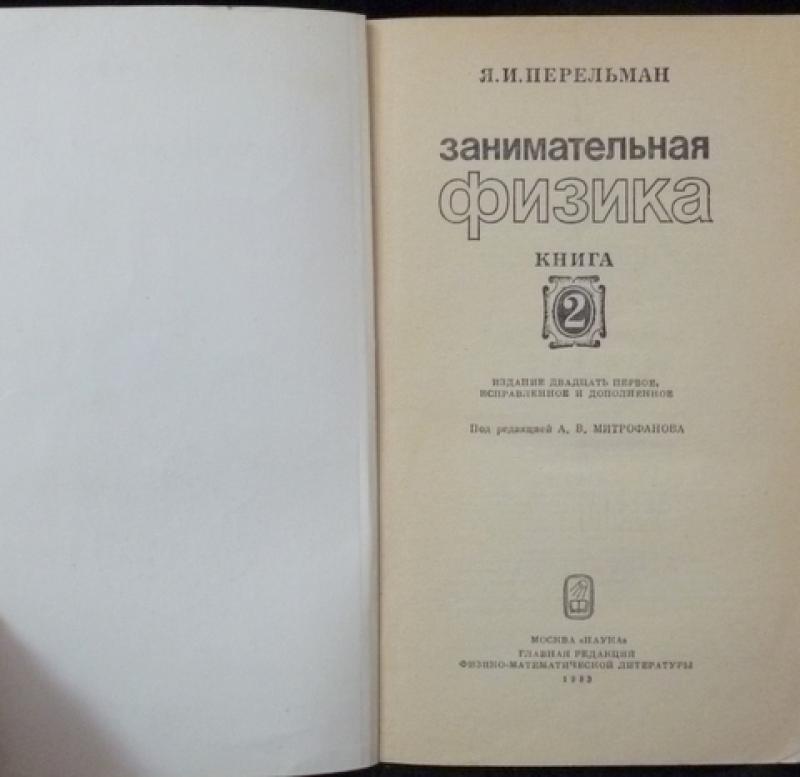 Я.И.ПЕРЕЛЬМАН
занимательная
физика
КНИГА
2
ИЗДАНИЕ ДВАДЦАТЬ ПЕРВОЕ,
ИСПРАВЛЕННОЕ И ДОПОЛНЕННОЕ
Под редакцией А. В. МИТРОФАНОВА
МОСКВА «НАУКА»
ГЛАВНАЯ РЕДАКЦИЯ
ФИЗИКО-МАТЕМАТИЧЕСКОЙ ЛИТЕРАТУРЫ
1983